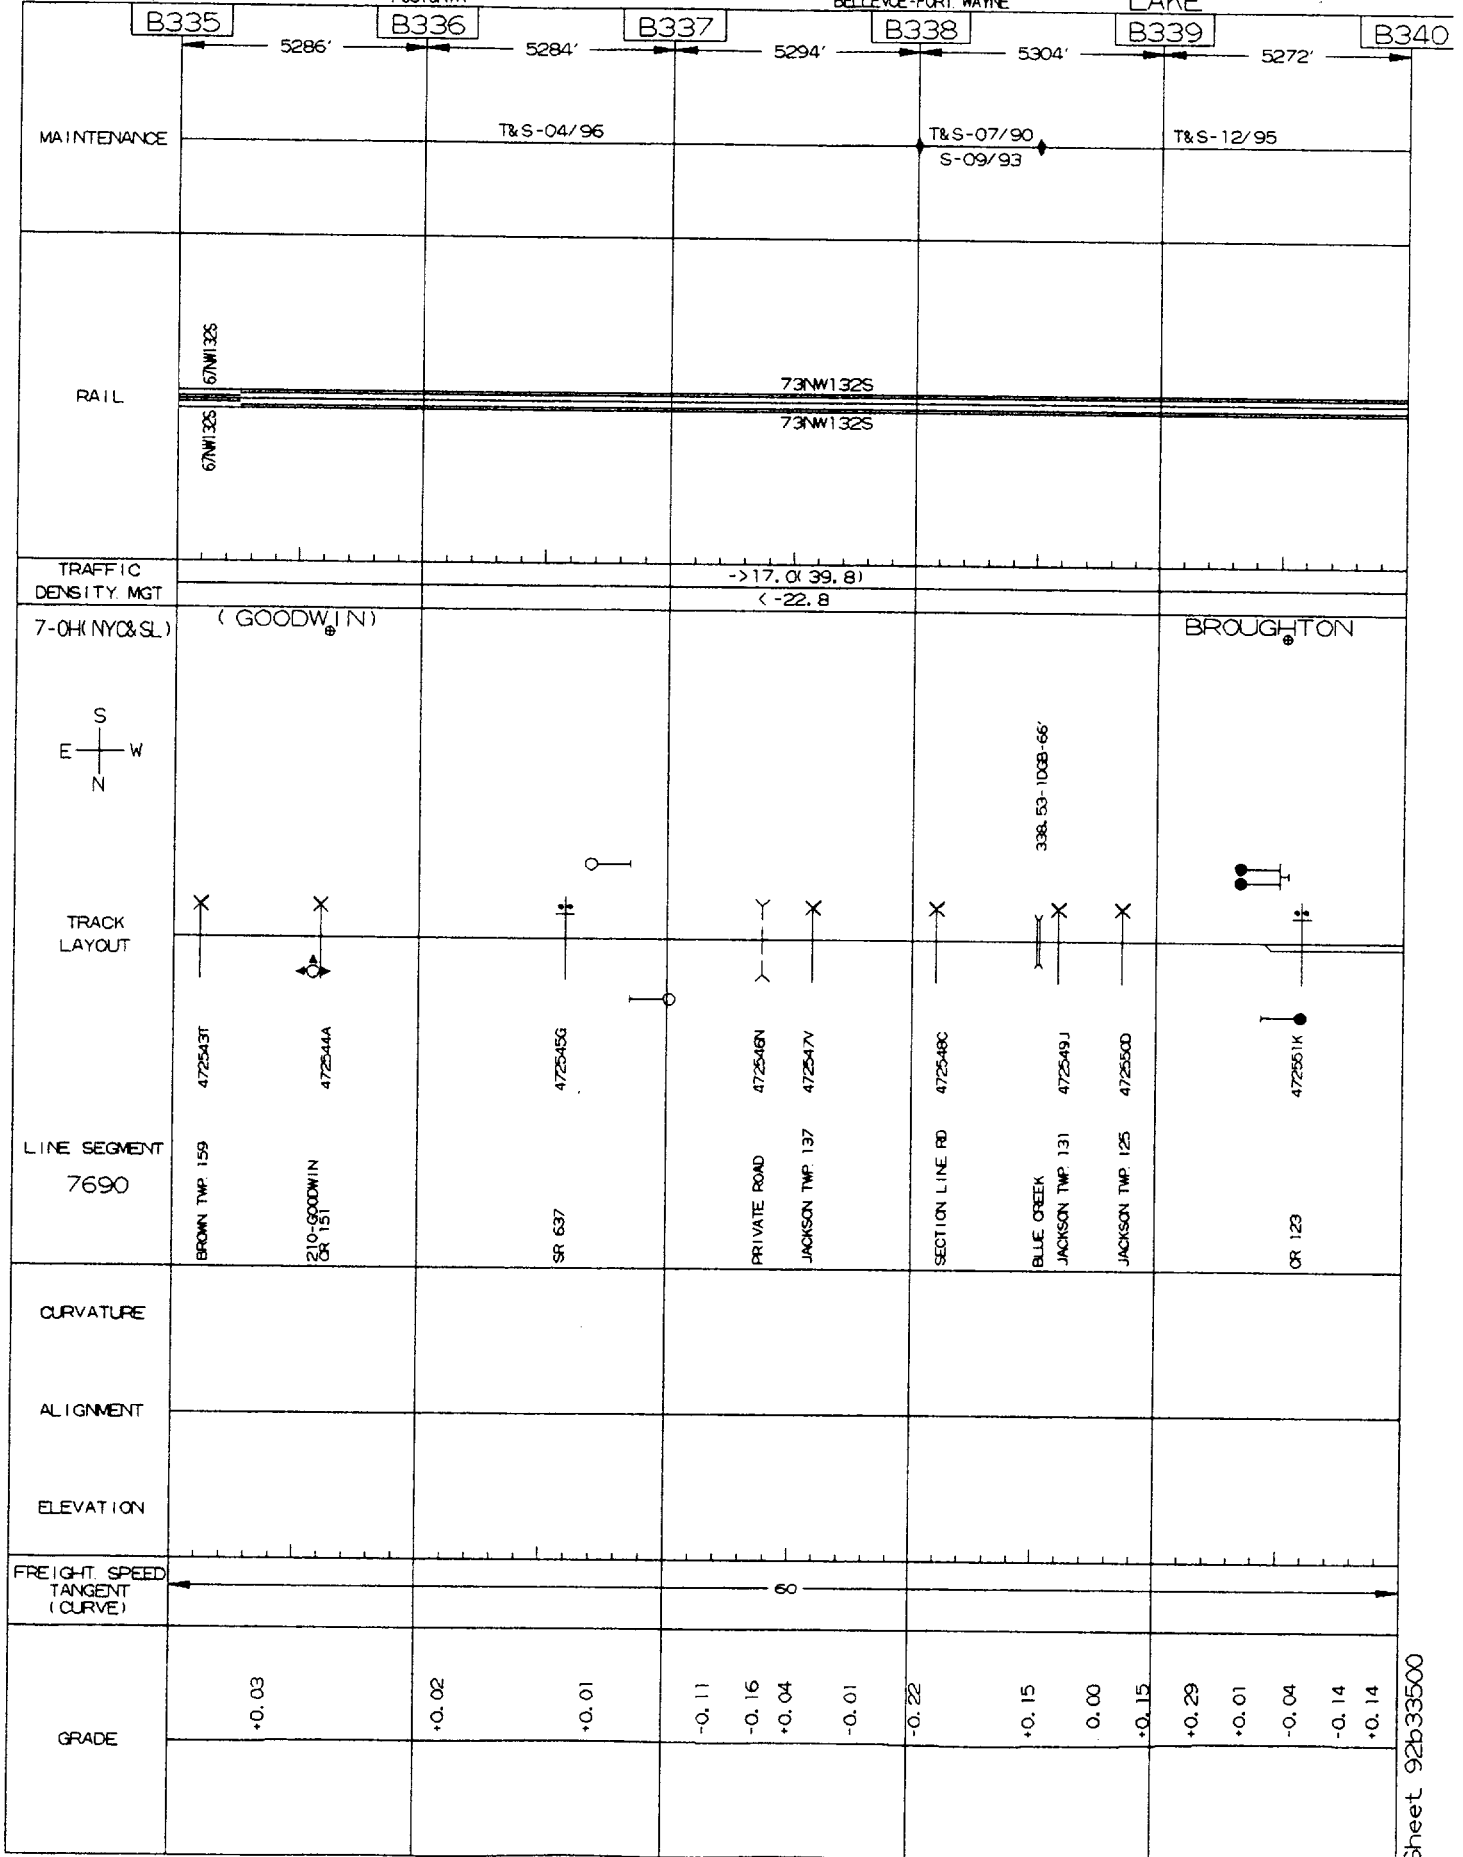 BELLEVUE-FORT WAYNE LAKE
B335 B336 B337 B338 B339 B340
5286' 5284' 5294' 5304' 5272'
MAINTENANCE
T&S-04/96
T&S-07/90
S-09/93
T&S-12/95
RAIL
67NW132S
67NW132S
73NW132S
73NW132S
TRAFFIC
DENSITY MGT
->17.0(39.8)
<-22.8
7-OH(NYC&SL)
(GOODWIN)
BROUGHTON
S
E W
N
338.53-1DGB-66'
TRACK
LAYOUT
472543T
472544A
472545G
472546N
472547V
472548C
472549J
472550D
472551K
LINE SEGMENT
7690
BROWN TWP. 159
210-GOODWIN
CR 151
SR 637
PRIVATE ROAD
JACKSON TWP. 137
SECTION LINE RD
BLUE CREEK
JACKSON TWP. 131
JACKSON TWP. 125
CR 123
CURVATURE
ALIGNMENT
ELEVATION
FREIGHT SPEED
TANGENT
(CURVE)
60
GRADE
+0.03
+0.02
+0.01
-0.11
-0.16
+0.04
-0.01
-0.22
+0.15
0.00
+0.15
+0.29
+0.01
-0.04
-0.14
+0.14
Sheet 92b33500